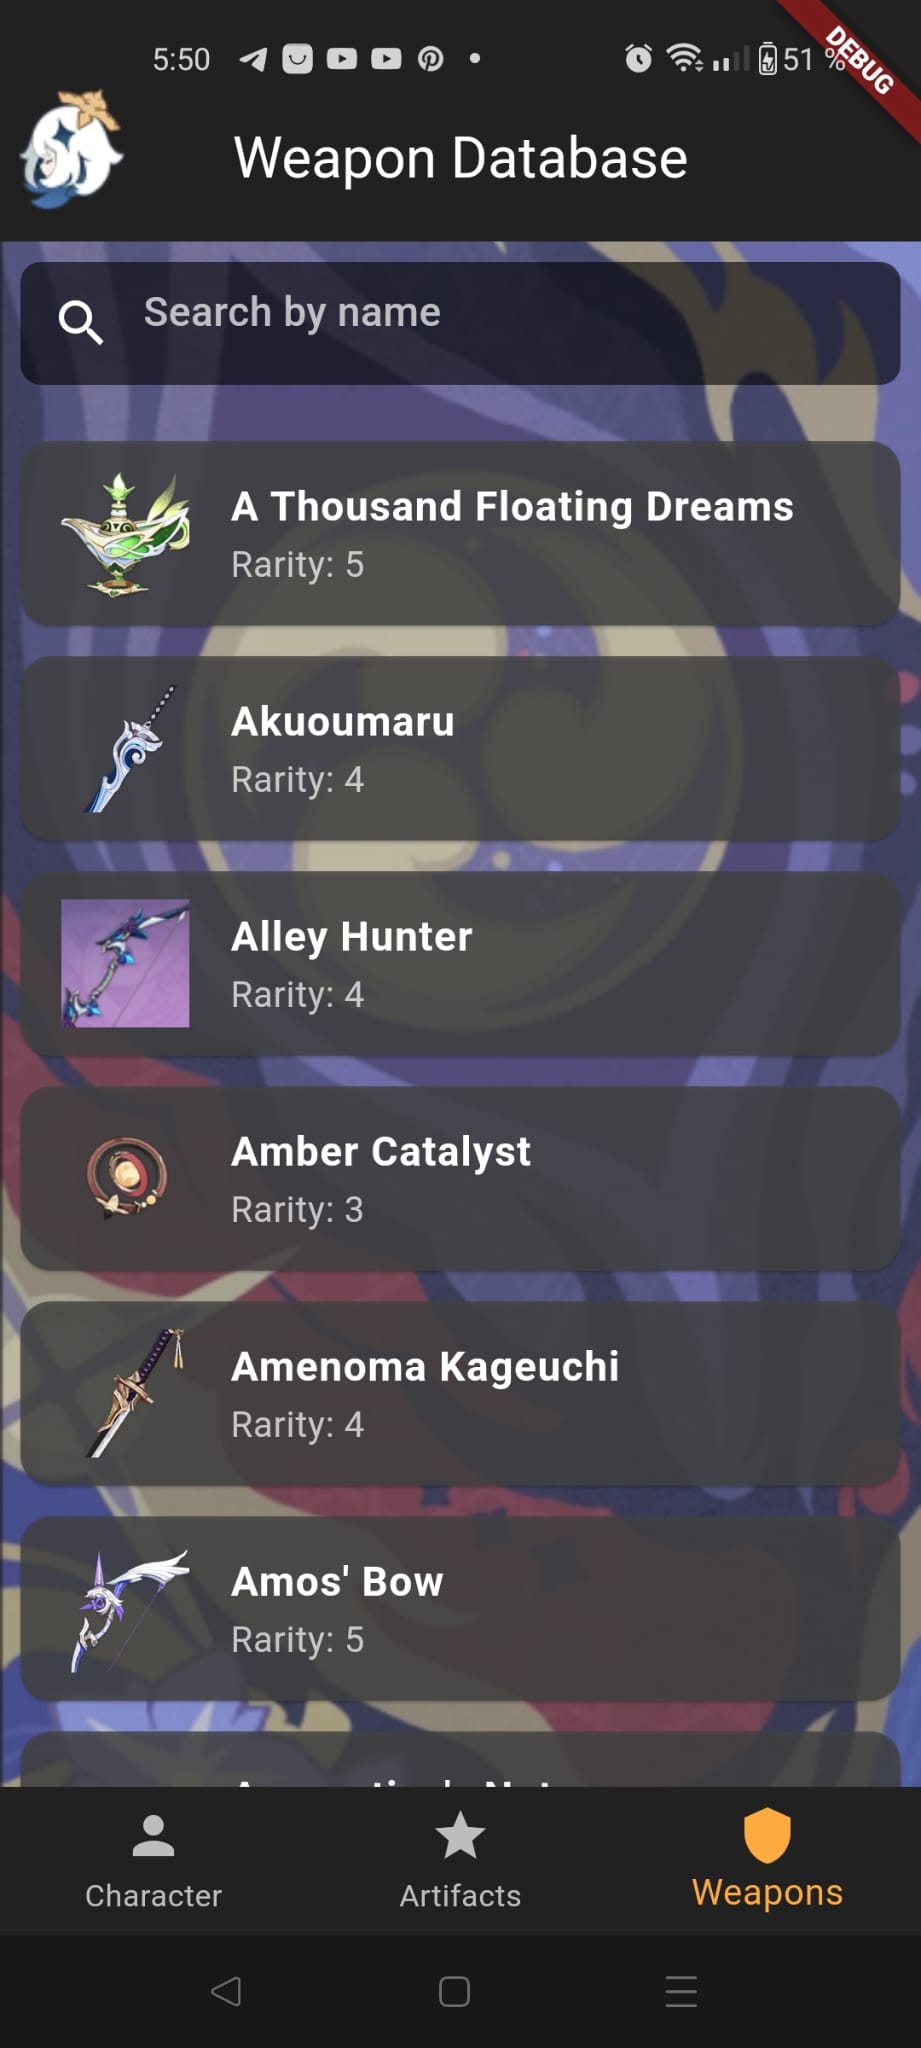 5:50
51 %
DEBUG
Weapon Database
Search by name
A Thousand Floating Dreams
Rarity: 5
Akuoumaru
Rarity: 4
Alley Hunter
Rarity: 4
Amber Catalyst
Rarity: 3
Amenoma Kageuchi
Rarity: 4
Amos' Bow
Rarity: 5
Character
Artifacts
Weapons